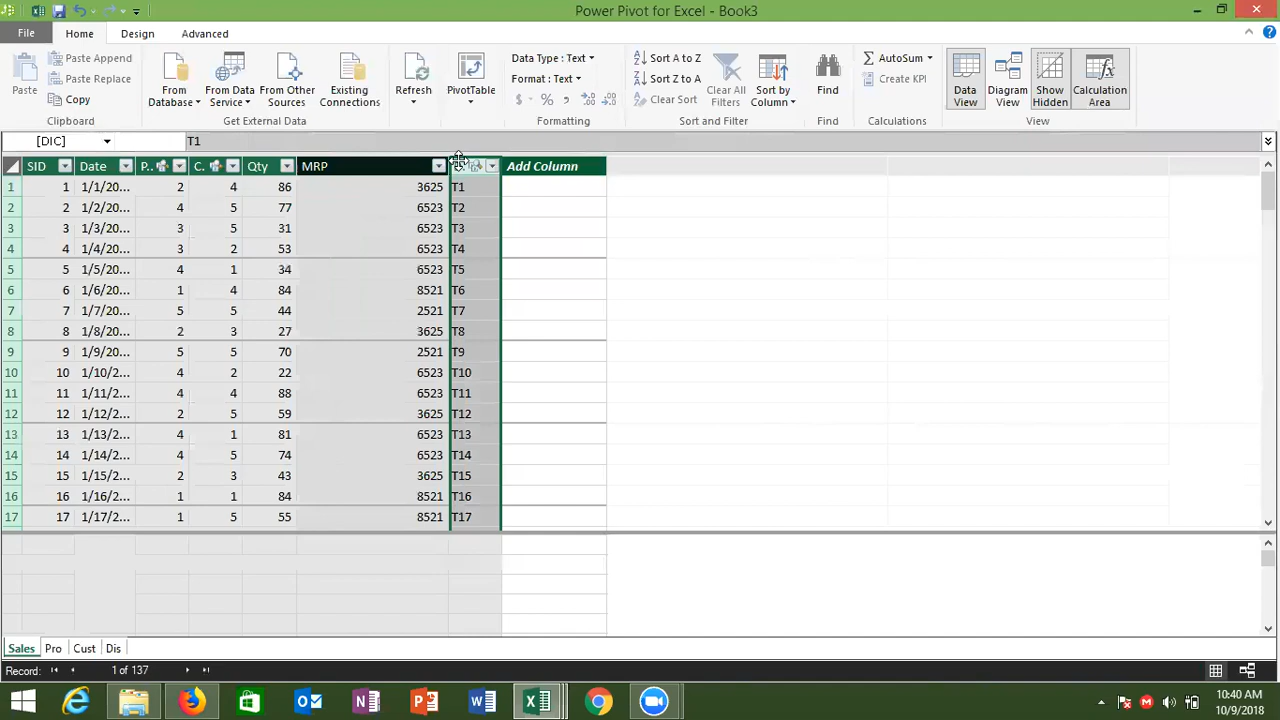 Power Pivot for Excel - Book3
File Home Design Advanced
Paste
Paste Append
Paste Replace
Copy
Clipboard
From Database
From Data Service
From Other Sources
Existing Connections
Get External Data
Refresh
PivotTable
Data Type : Text
Format : Text
$ % ,
Formatting
Sort A to Z
Sort Z to A
Clear Sort
Clear All Filters
Sort by Column
Sort and Filter
Find
Find
AutoSum
Create KPI
Calculations
Data View
Diagram View
Show Hidden
Calculation Area
View
[DIC] T1
SID Date P.. C. Qty MRP Add Column
1 1 1/1/20... 2 4 86 3625 T1
2 2 1/2/20... 4 5 77 6523 T2
3 3 1/3/20... 3 5 31 6523 T3
4 4 1/4/20... 3 2 53 6523 T4
5 5 1/5/20... 4 1 34 6523 T5
6 6 1/6/20... 1 4 84 8521 T6
7 7 1/7/20... 5 5 44 2521 T7
8 8 1/8/20... 2 3 27 3625 T8
9 9 1/9/20... 5 5 70 2521 T9
10 10 1/10/2... 4 2 22 6523 T10
11 11 1/11/2... 4 4 88 6523 T11
12 12 1/12/2... 2 5 59 3625 T12
13 13 1/13/2... 4 1 81 6523 T13
14 14 1/14/2... 4 5 74 6523 T14
15 15 1/15/2... 2 3 43 3625 T15
16 16 1/16/2... 1 1 84 8521 T16
17 17 1/17/2... 1 5 55 8521 T17
Sales Pro Cust Dis
Record: 1 of 137
10:40 AM
10/9/2018